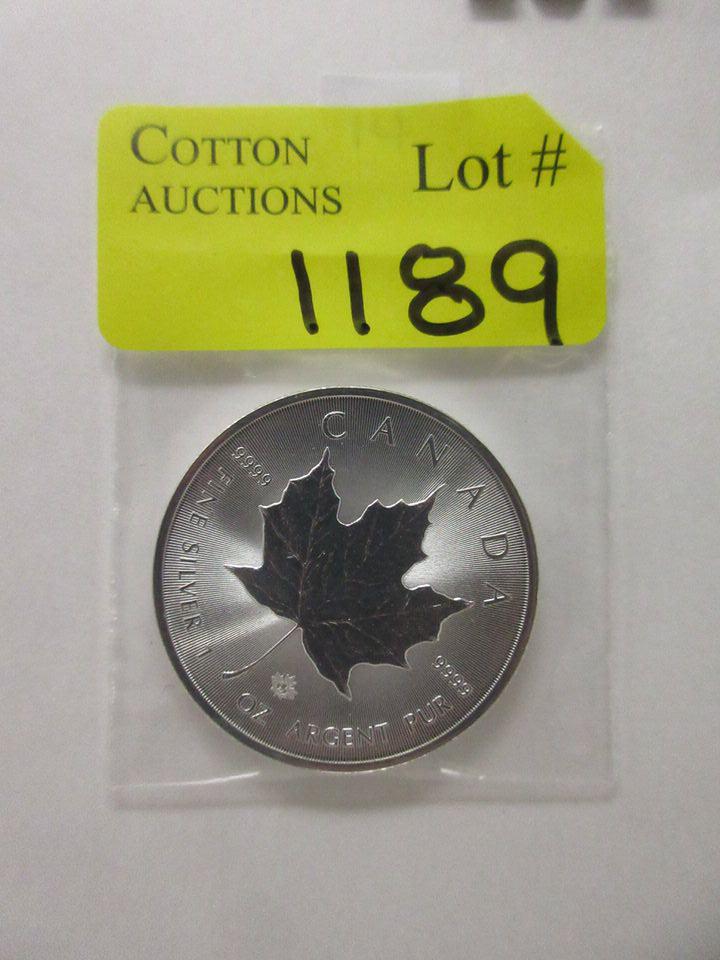 COTTON
AUCTIONS
Lot #
1189
CANADA
9999
FINE SILVER 1 OZ ARGENT PUR
9999